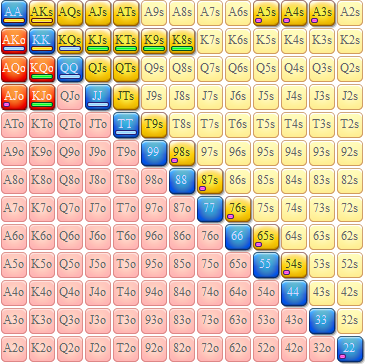 AA AKs AQs AJs ATs A9s A8s A7s A6s A5s A4s A3s A2s
AKo KK KQs KJs KTs K9s K8s K7s K6s K5s K4s K3s K2s
AQo KQo QQ QJs QTs Q9s Q8s Q7s Q6s Q5s Q4s Q3s Q2s
AJo KJo QJo JJ JTs J9s J8s J7s J6s J5s J4s J3s J2s
ATo KTo QTo JTo TT T9s T8s T7s T6s T5s T4s T3s T2s
A9o K9o Q9o J9o T9o 99 98s 97s 96s 95s 94s 93s 92s
A8o K8o Q8o J8o T8o 98o 88 87s 86s 85s 84s 83s 82s
A7o K7o Q7o J7o T7o 97o 87o 77 76s 75s 74s 73s 72s
A6o K6o Q6o J6o T6o 96o 86o 76o 66 65s 64s 63s 62s
A5o K5o Q5o J5o T5o 95o 85o 75o 65o 55 54s 53s 52s
A4o K4o Q4o J4o T4o 94o 84o 74o 64o 54o 44 43s 42s
A3o K3o Q3o J3o T3o 93o 83o 73o 63o 53o 43o 33 32s
A2o K2o Q2o J2o T2o 92o 82o 72o 62o 52o 42o 32o 22